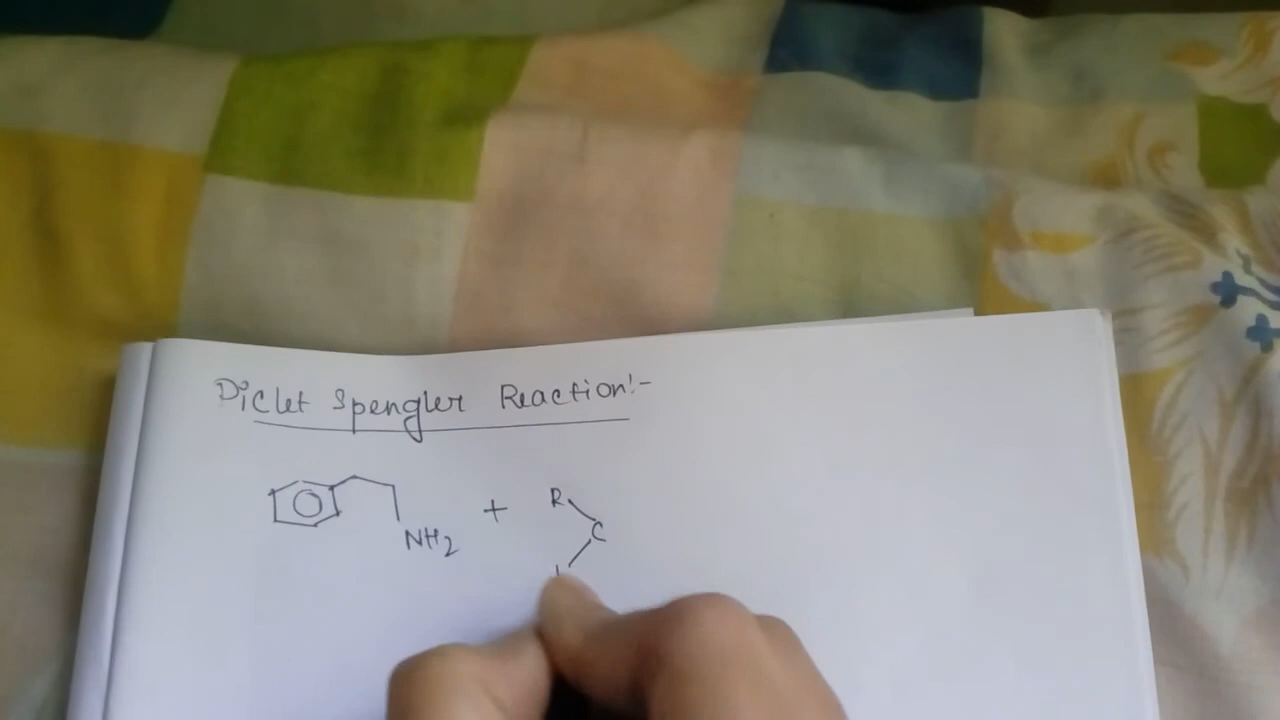 Piclet Spengler Reaction:-
NH2 + R
C